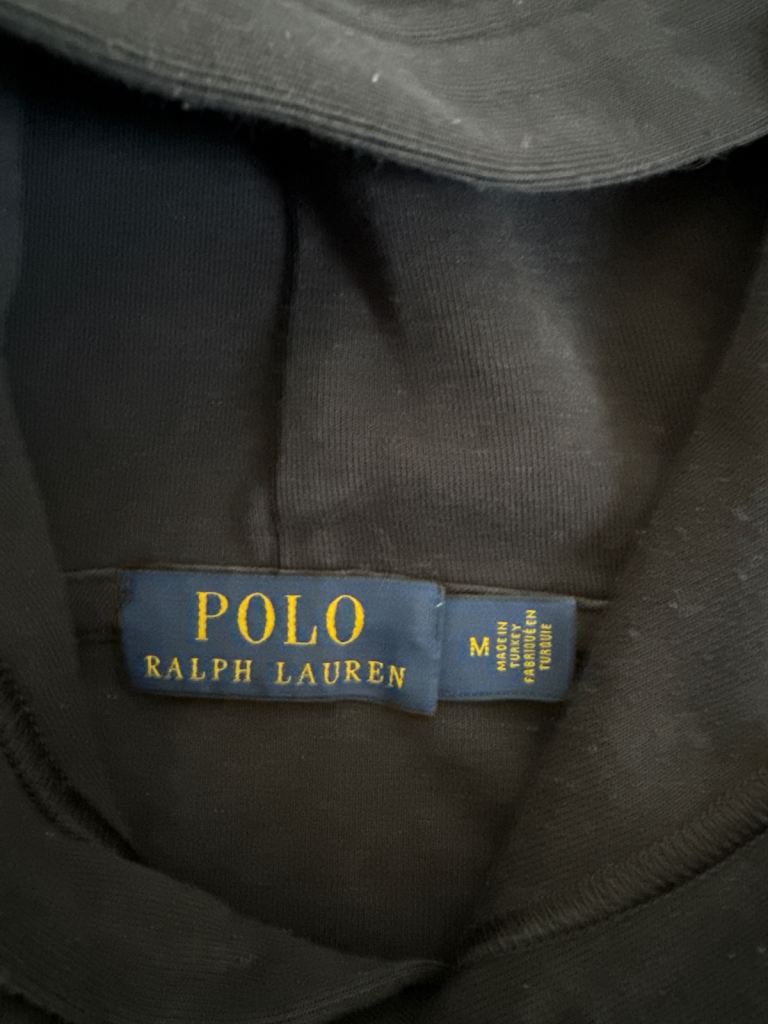 POLO
RALPH LAUREN
M
MADE IN
TURKEY
FABRIQUÉ EN
TURQUIE